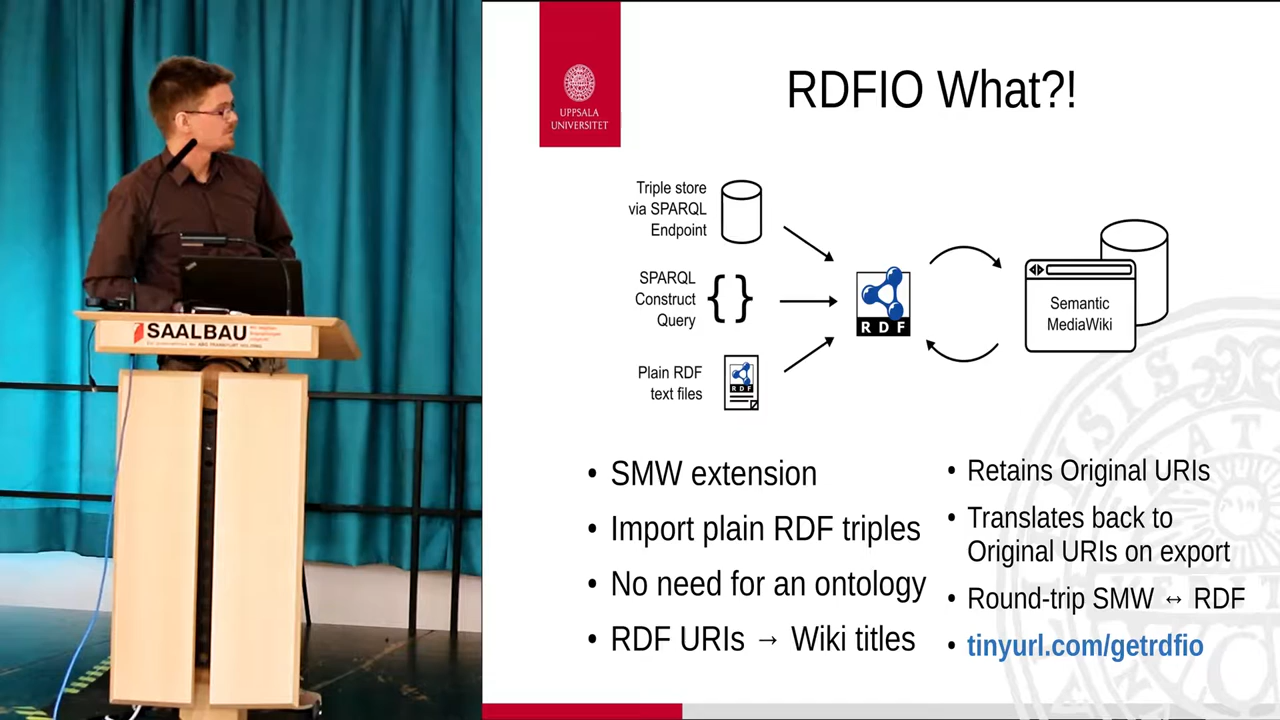 UPPSALA
UNIVERSITET
RDFIO What?!
Triple store
via SPARQL
Endpoint
SPARQL
Construct
Query
{ }
Plain RDF
text files
RDF
RDF
Semantic
MediaWiki
• SMW extension
• Import plain RDF triples
• No need for an ontology
• RDF URIs → Wiki titles
• Retains Original URIs
• Translates back to
Original URIs on export
• Round-trip SMW ↔ RDF
• tinyurl.com/getrdfio
SAALBAU